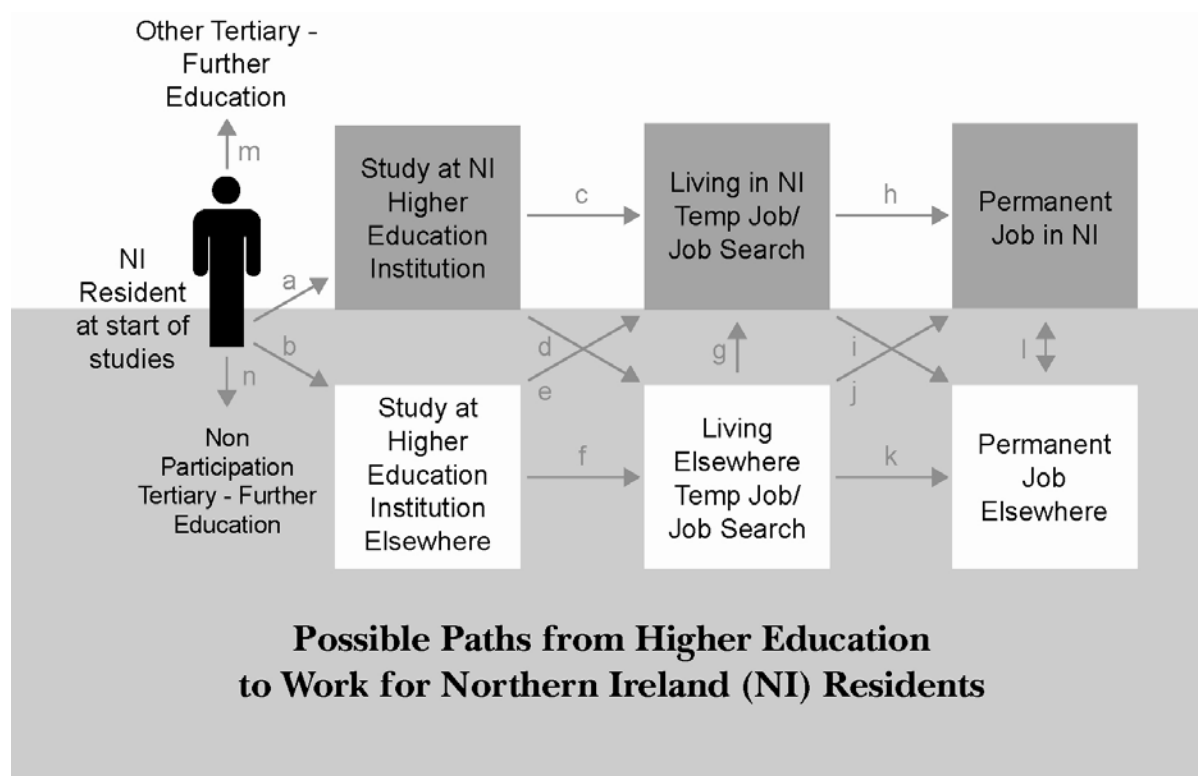 Other Tertiary -
Further
Education
m
NI
Resident
at start of
studies
a
b
n
Non
Participation
Tertiary - Further
Education
Study at NI
Higher
Education
Institution
c
Living in NI
Temp Job/
Job Search
h
Permanent
Job in NI
d
e
g
i
j
l
Study at
Higher
Education
Institution
Elsewhere
f
Living
Elsewhere
Temp Job/
Job Search
k
Permanent
Job
Elsewhere
Possible Paths from Higher Education
to Work for Northern Ireland (NI) Residents